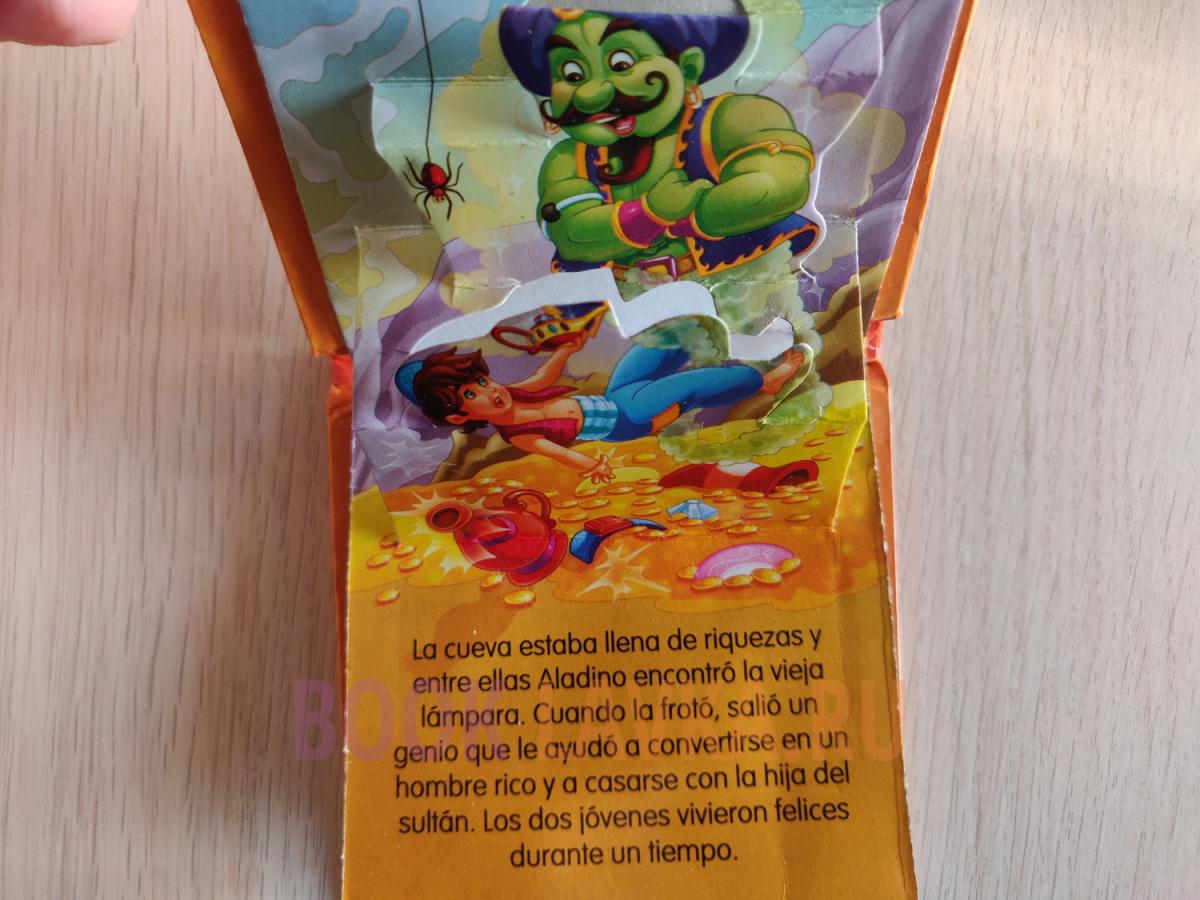 La cueva estaba llena de riquezas y
entre ellas Aladino encontró la vieja
lámpara. Cuando la frotó, salió un
genio que le ayudó a convertirse en un
hombre rico y a casarse con la hija del
sultán. Los dos jóvenes vivieron felices
durante un tiempo.